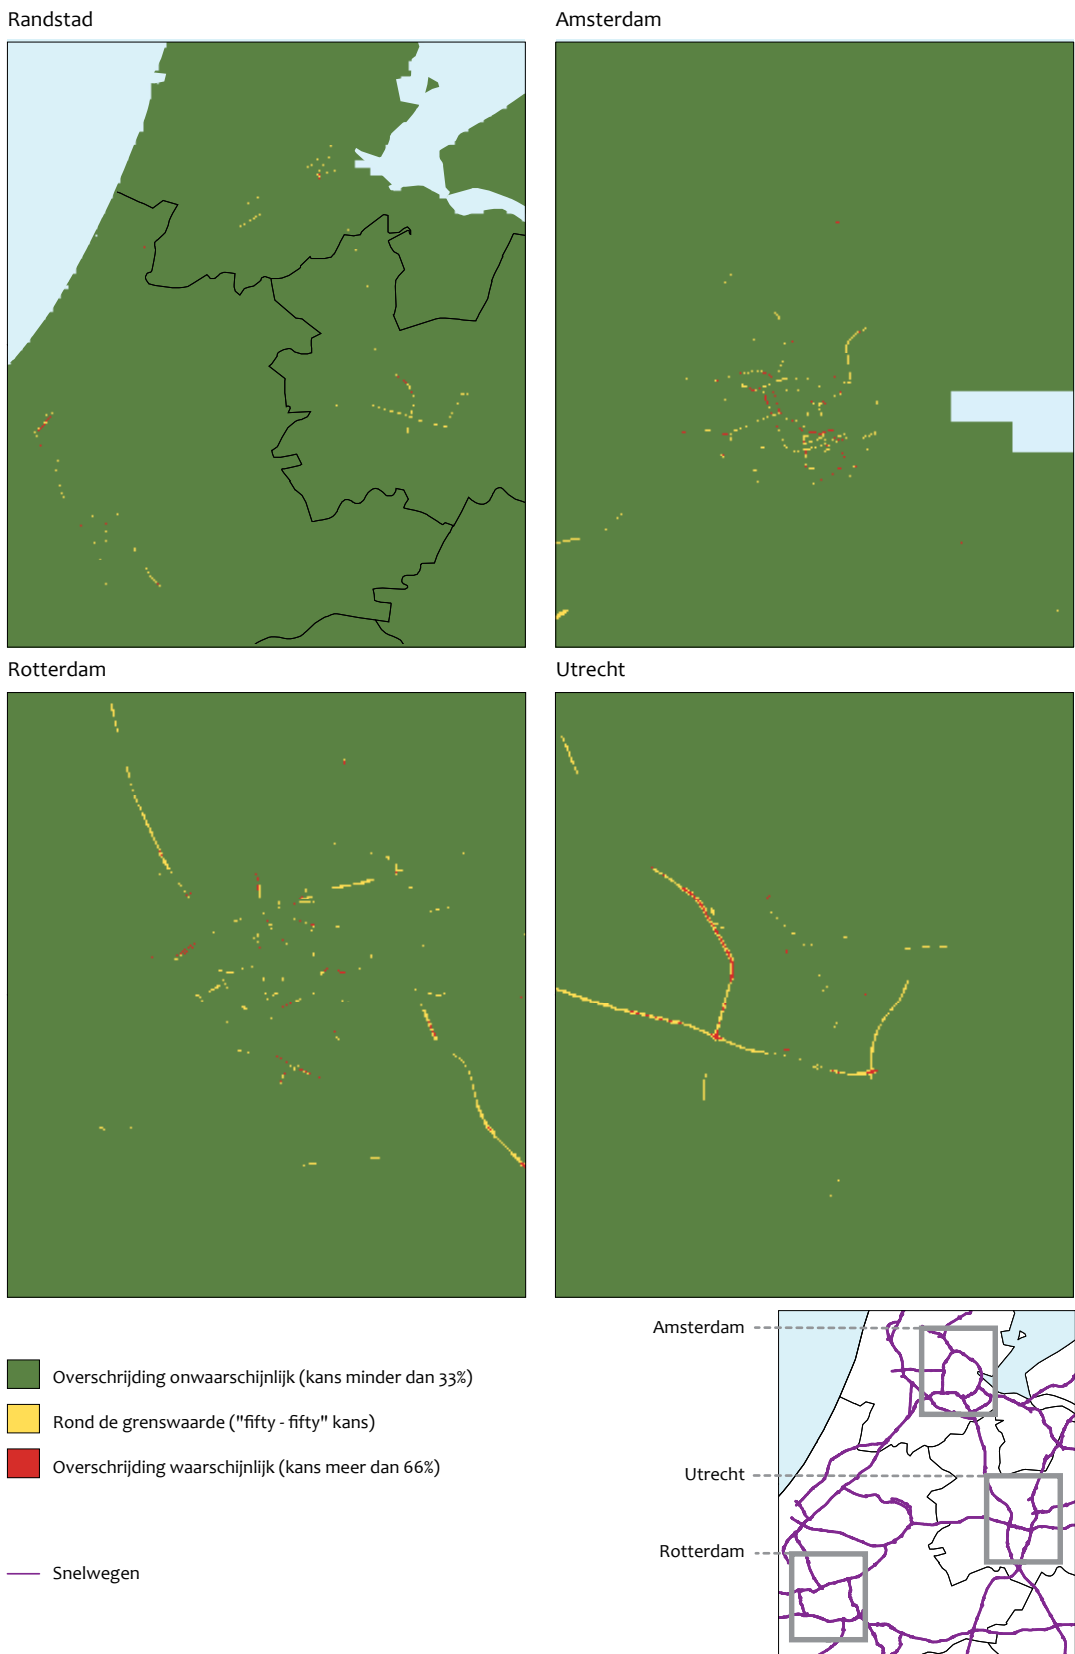 Randstad
Amsterdam
Rotterdam
Utrecht
Overschrijding onwaarschijnlijk (kans minder dan 33%)
Rond de grenswaarde ("fifty - fifty" kans)
Overschrijding waarschijnlijk (kans meer dan 66%)
Snelwegen
Amsterdam
Utrecht
Rotterdam